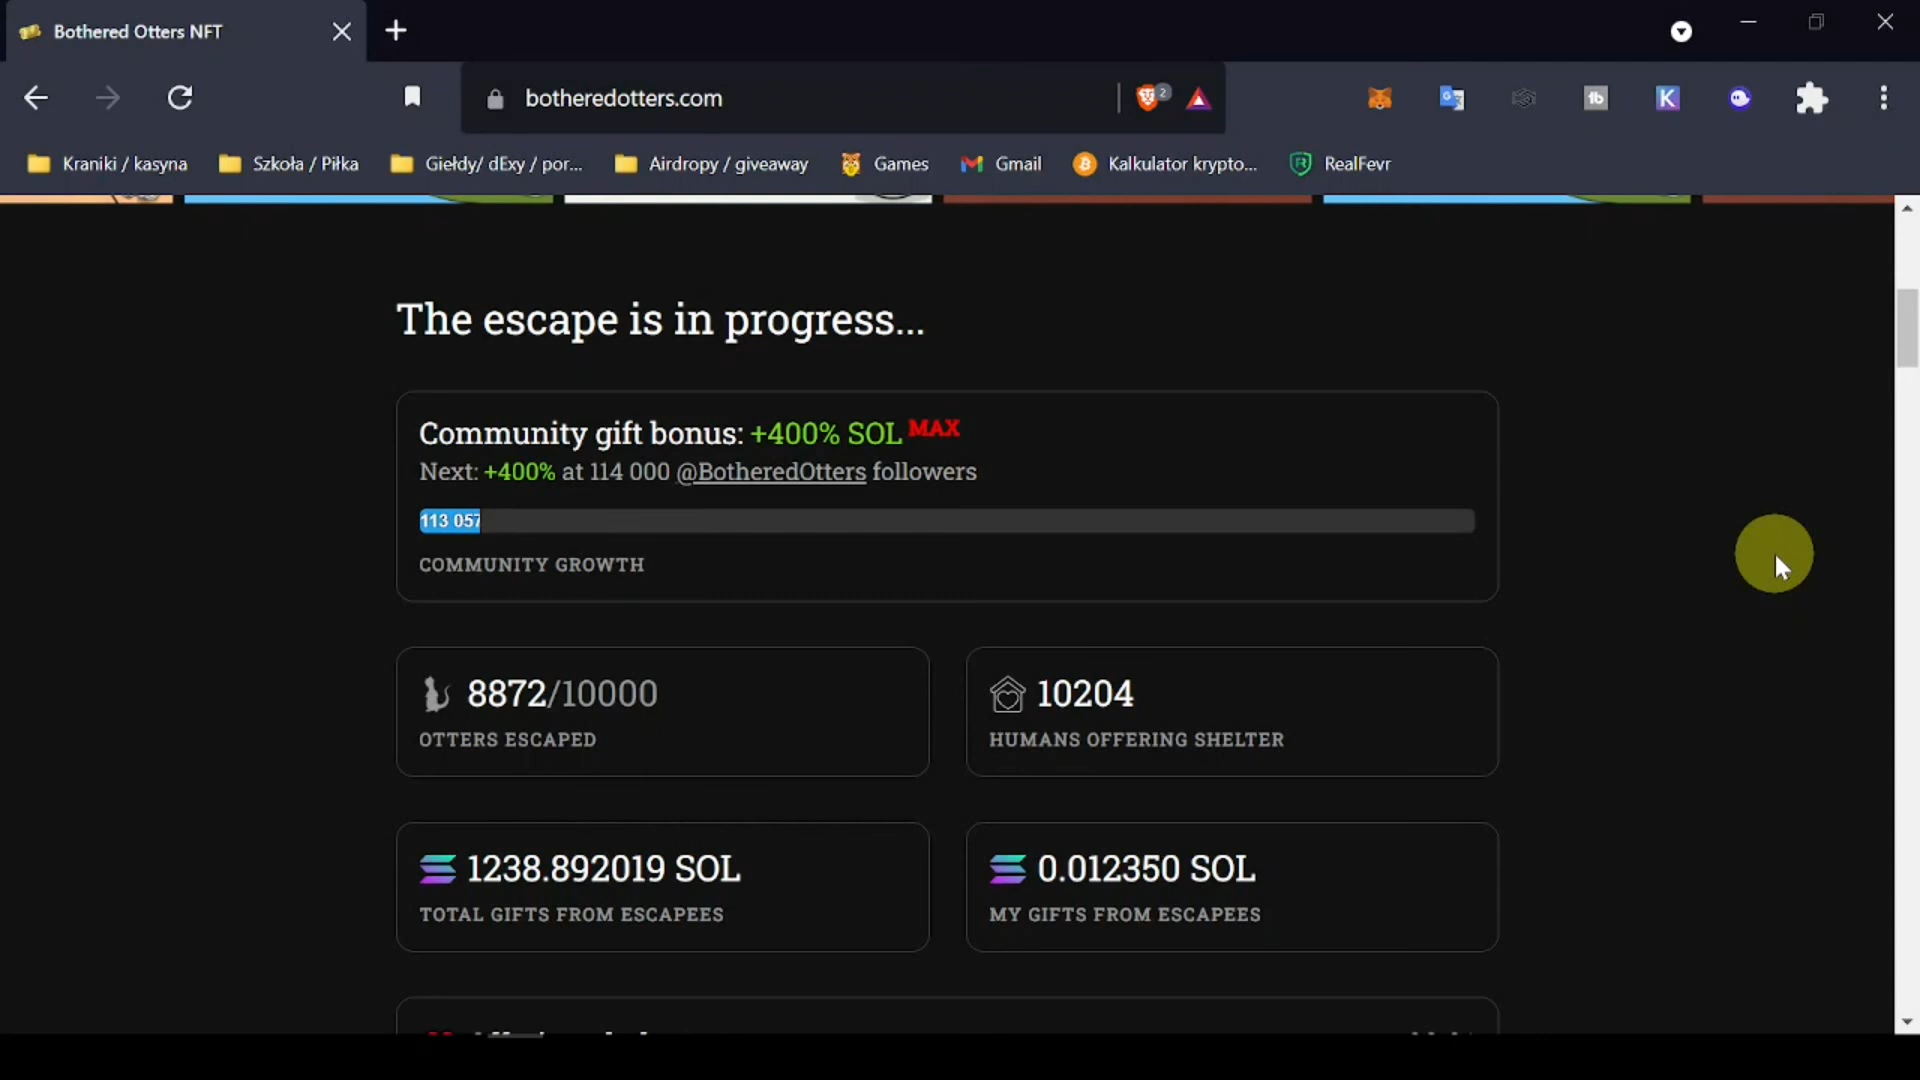 Bothered Otters NFT
botheredotters.com
2
Kraniki / kasyna
Szkoła / Piłka
Giełdy/ dExy / por...
Airdropy / giveaway
Games
Gmail
Kalkulator krypto...
RealFevr
The escape is in progress...
Community gift bonus: +400% SOL MAX
Next: +400% at 114 000 @BotheredOtters followers
113 057
COMMUNITY GROWTH
8872/10000
OTTERS ESCAPED
10204
HUMANS OFFERING SHELTER
1238.892019 SOL
TOTAL GIFTS FROM ESCAPEES
0.012350 SOL
MY GIFTS FROM ESCAPEES